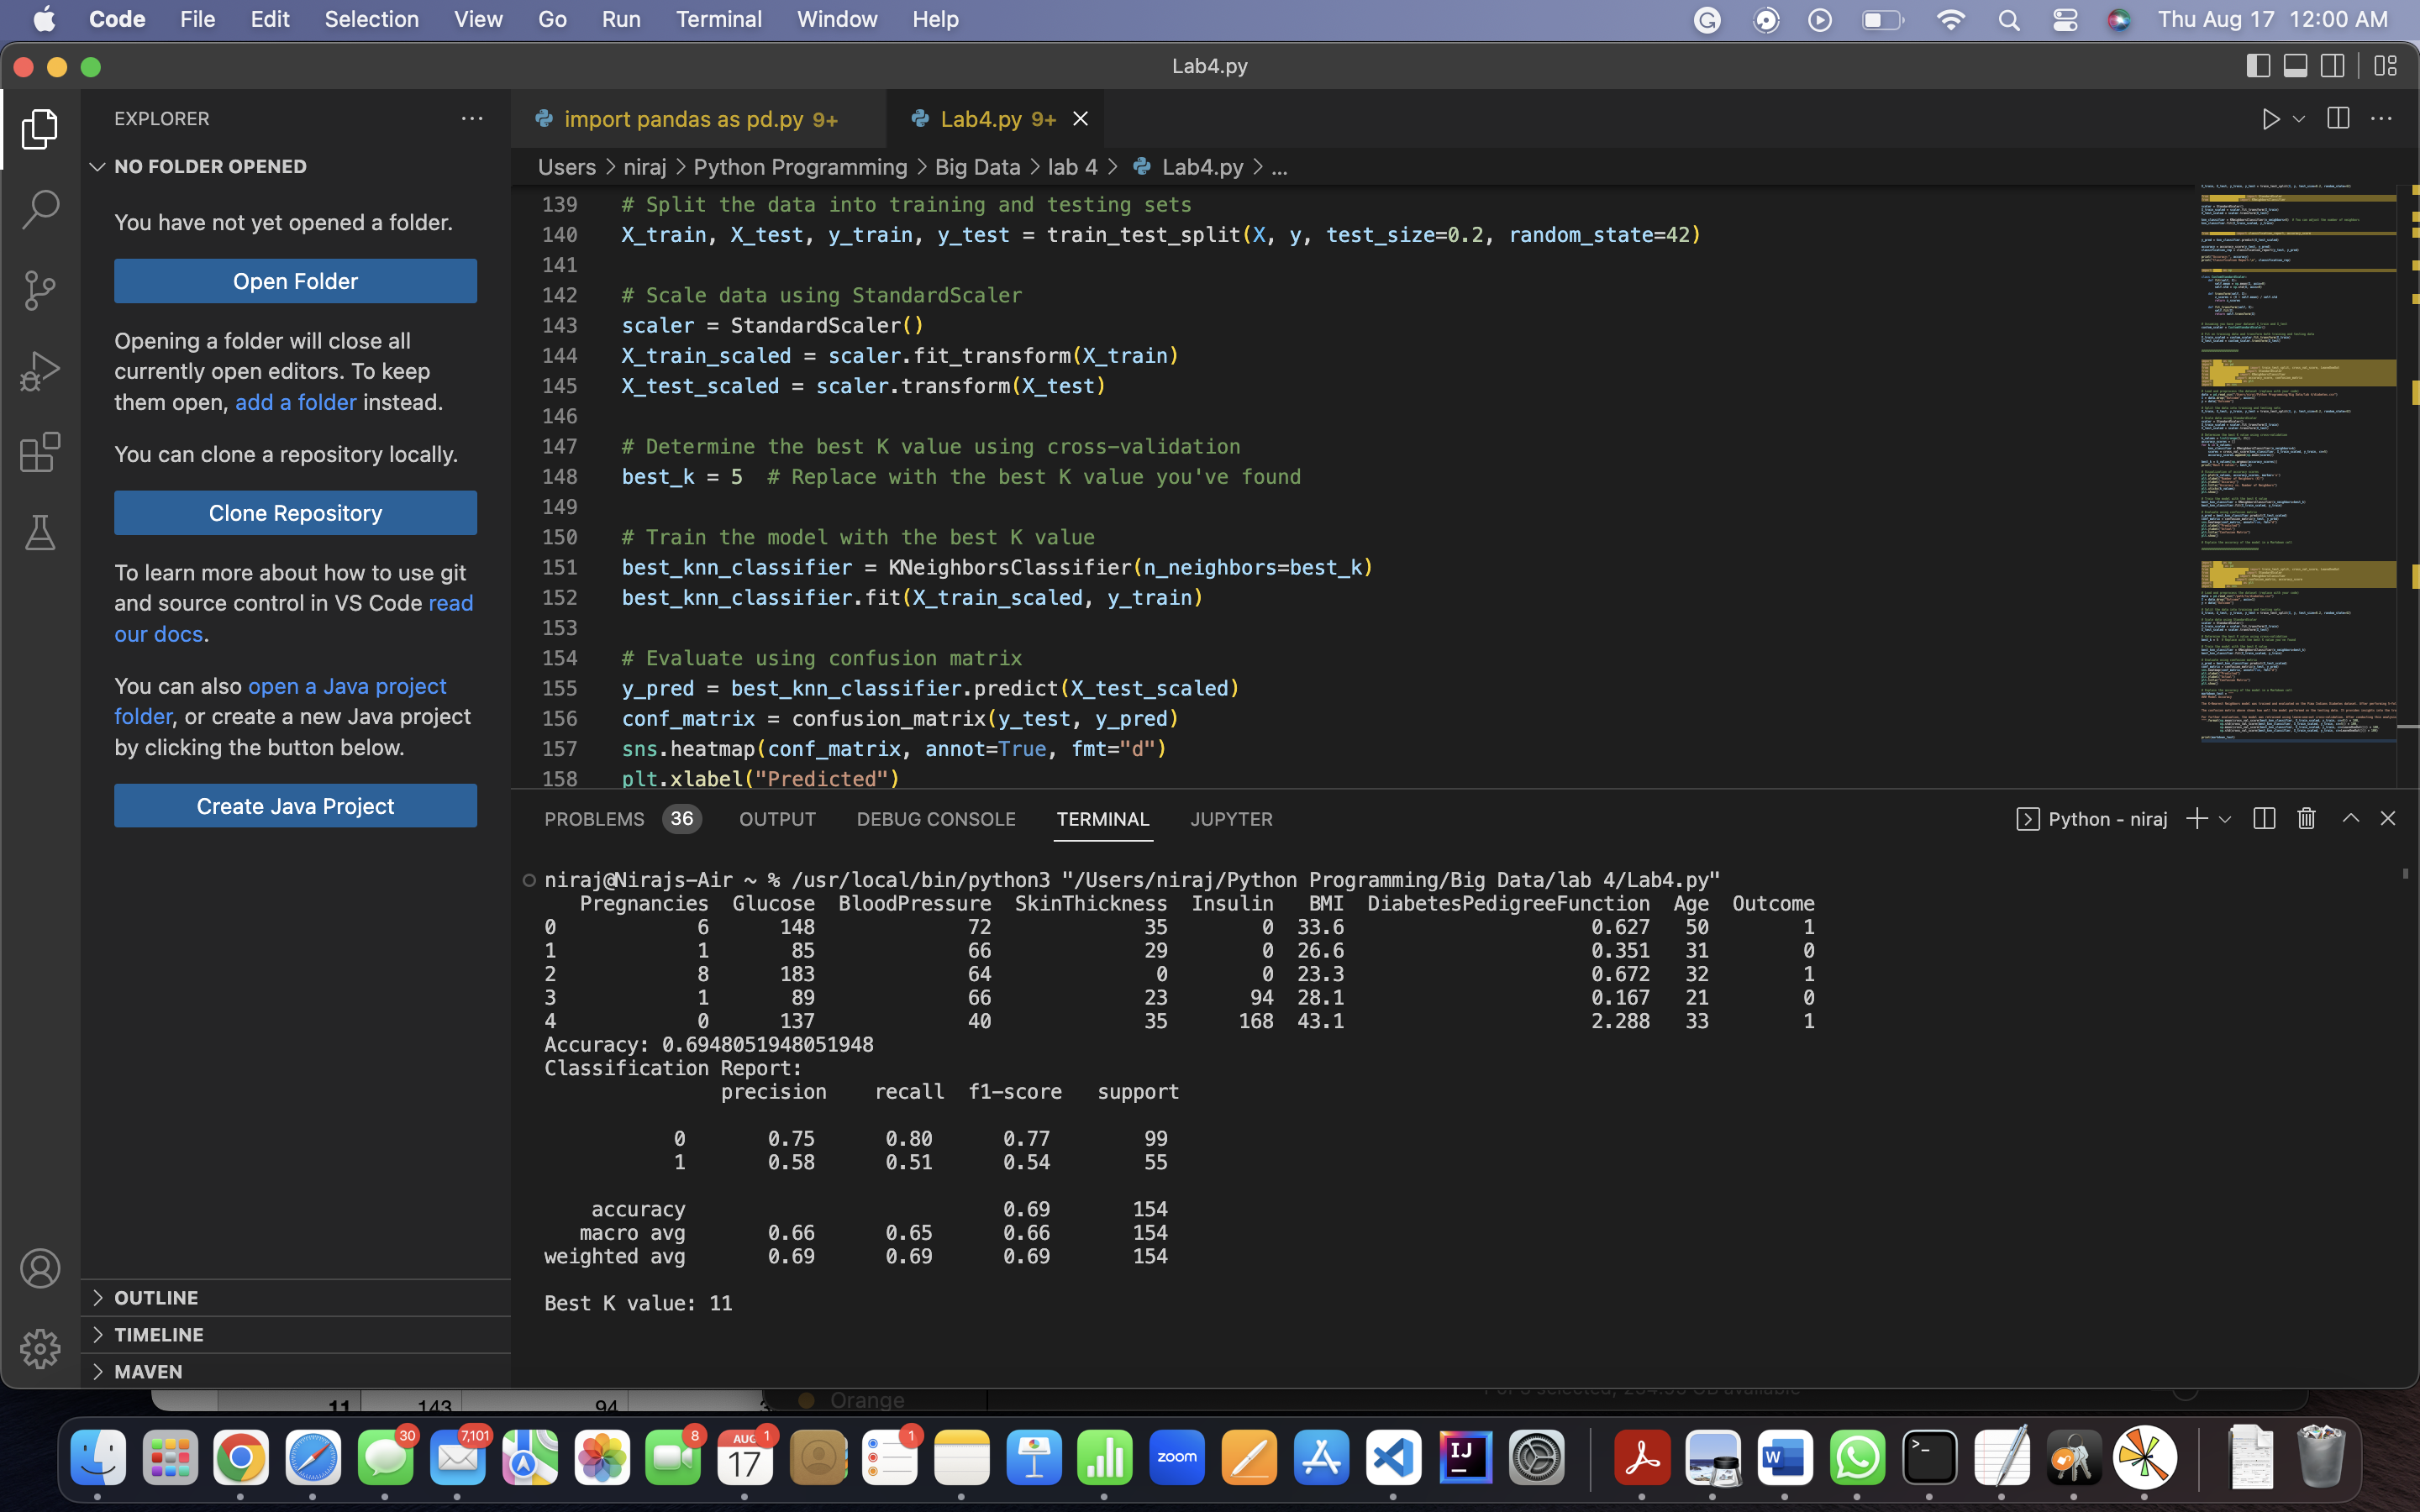 Code File Edit Selection View Go Run Terminal Window Help Thu Aug 17 12:00 AM
Lab4.py
EXPLORER
NO FOLDER OPENED
You have not yet opened a folder.
Open Folder
Opening a folder will close all
currently open editors. To keep
them open, add a folder instead.
You can clone a repository locally.
Clone Repository
To learn more about how to use git
and source control in VS Code read
our docs.
You can also open a Java project
folder, or create a new Java project
by clicking the button below.
Create Java Project
OUTLINE
TIMELINE
MAVEN
import pandas as pd.py 9+ Lab4.py 9+
Users > niraj > Python Programming > Big Data > lab 4 > Lab4.py > ...
139 # Split the data into training and testing sets
140 X_train, X_test, y_train, y_test = train_test_split(X, y, test_size=0.2, random_state=42)
141
142 # Scale data using StandardScaler
143 scaler = StandardScaler()
144 X_train_scaled = scaler.fit_transform(X_train)
145 X_test_scaled = scaler.transform(X_test)
146
147 # Determine the best K value using cross-validation
148 best_k = 5  # Replace with the best K value you've found
149
150 # Train the model with the best K value
151 best_knn_classifier = KNeighborsClassifier(n_neighbors=best_k)
152 best_knn_classifier.fit(X_train_scaled, y_train)
153
154 # Evaluate using confusion matrix
155 y_pred = best_knn_classifier.predict(X_test_scaled)
156 conf_matrix = confusion_matrix(y_test, y_pred)
157 sns.heatmap(conf_matrix, annot=True, fmt="d")
158 plt.xlabel("Predicted")
PROBLEMS 36 OUTPUT DEBUG CONSOLE TERMINAL JUPYTER Python - niraj
niraj@Nirajs-Air ~ % /usr/local/bin/python3 "/Users/niraj/Python Programming/Big Data/lab 4/Lab4.py"
Pregnancies Glucose BloodPressure SkinThickness Insulin BMI DiabetesPedigreeFunction Age Outcome
0 6 148 72 35 0 33.6 0.627 50 1
1 1 85 66 29 0 26.6 0.351 31 0
2 8 183 64 0 0 23.3 0.672 32 1
3 1 89 66 23 94 28.1 0.167 21 0
4 0 137 40 35 168 43.1 2.288 33 1
Accuracy: 0.6948051948051948
Classification Report:
precision recall f1-score support
0 0.75 0.80 0.77 99
1 0.58 0.51 0.54 55
accuracy 0.69 154
macro avg 0.66 0.65 0.66 154
weighted avg 0.69 0.69 0.69 154
Best K value: 11
11 143 94 Orange
30 7,101 8 AUG 1 17 1 zoom IJ W